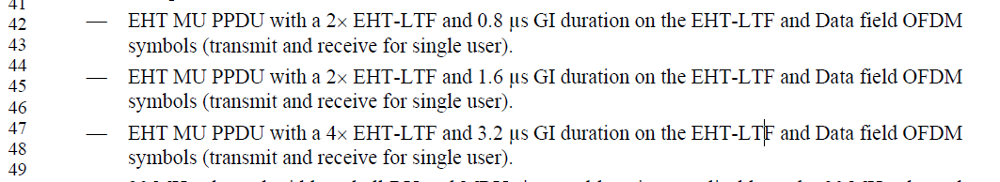 41
42 — EHT MU PPDU with a 2× EHT-LTF and 0.8 µs GI duration on the EHT-LTF and Data field OFDM
43 symbols (transmit and receive for single user).
44
45 — EHT MU PPDU with a 2× EHT-LTF and 1.6 µs GI duration on the EHT-LTF and Data field OFDM
46 symbols (transmit and receive for single user).
47 — EHT MU PPDU with a 4× EHT-LTF and 3.2 µs GI duration on the EHT-LTF and Data field OFDM
48 symbols (transmit and receive for single user).
49